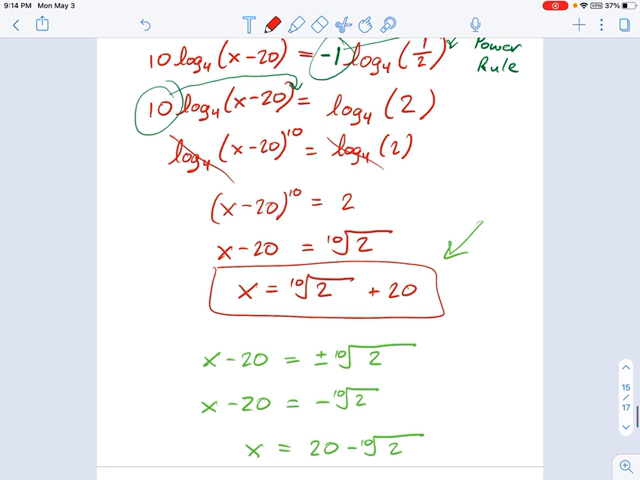 9:14 PM Mon May 3
37%
10 log₄ (x-20) = -1 log₄ (1/2) Power
Rule
10 log₄ (x-20) = log₄ (2)
log₄ (x-20)¹⁰ = log₄ (2)
(x-20)¹⁰ = 2
x-20 = ¹⁰√2
x = ¹⁰√2 + 20
x-20 = ± ¹⁰√2
x-20 = - ¹⁰√2
x = 20 - ¹⁰√2
15
/
17